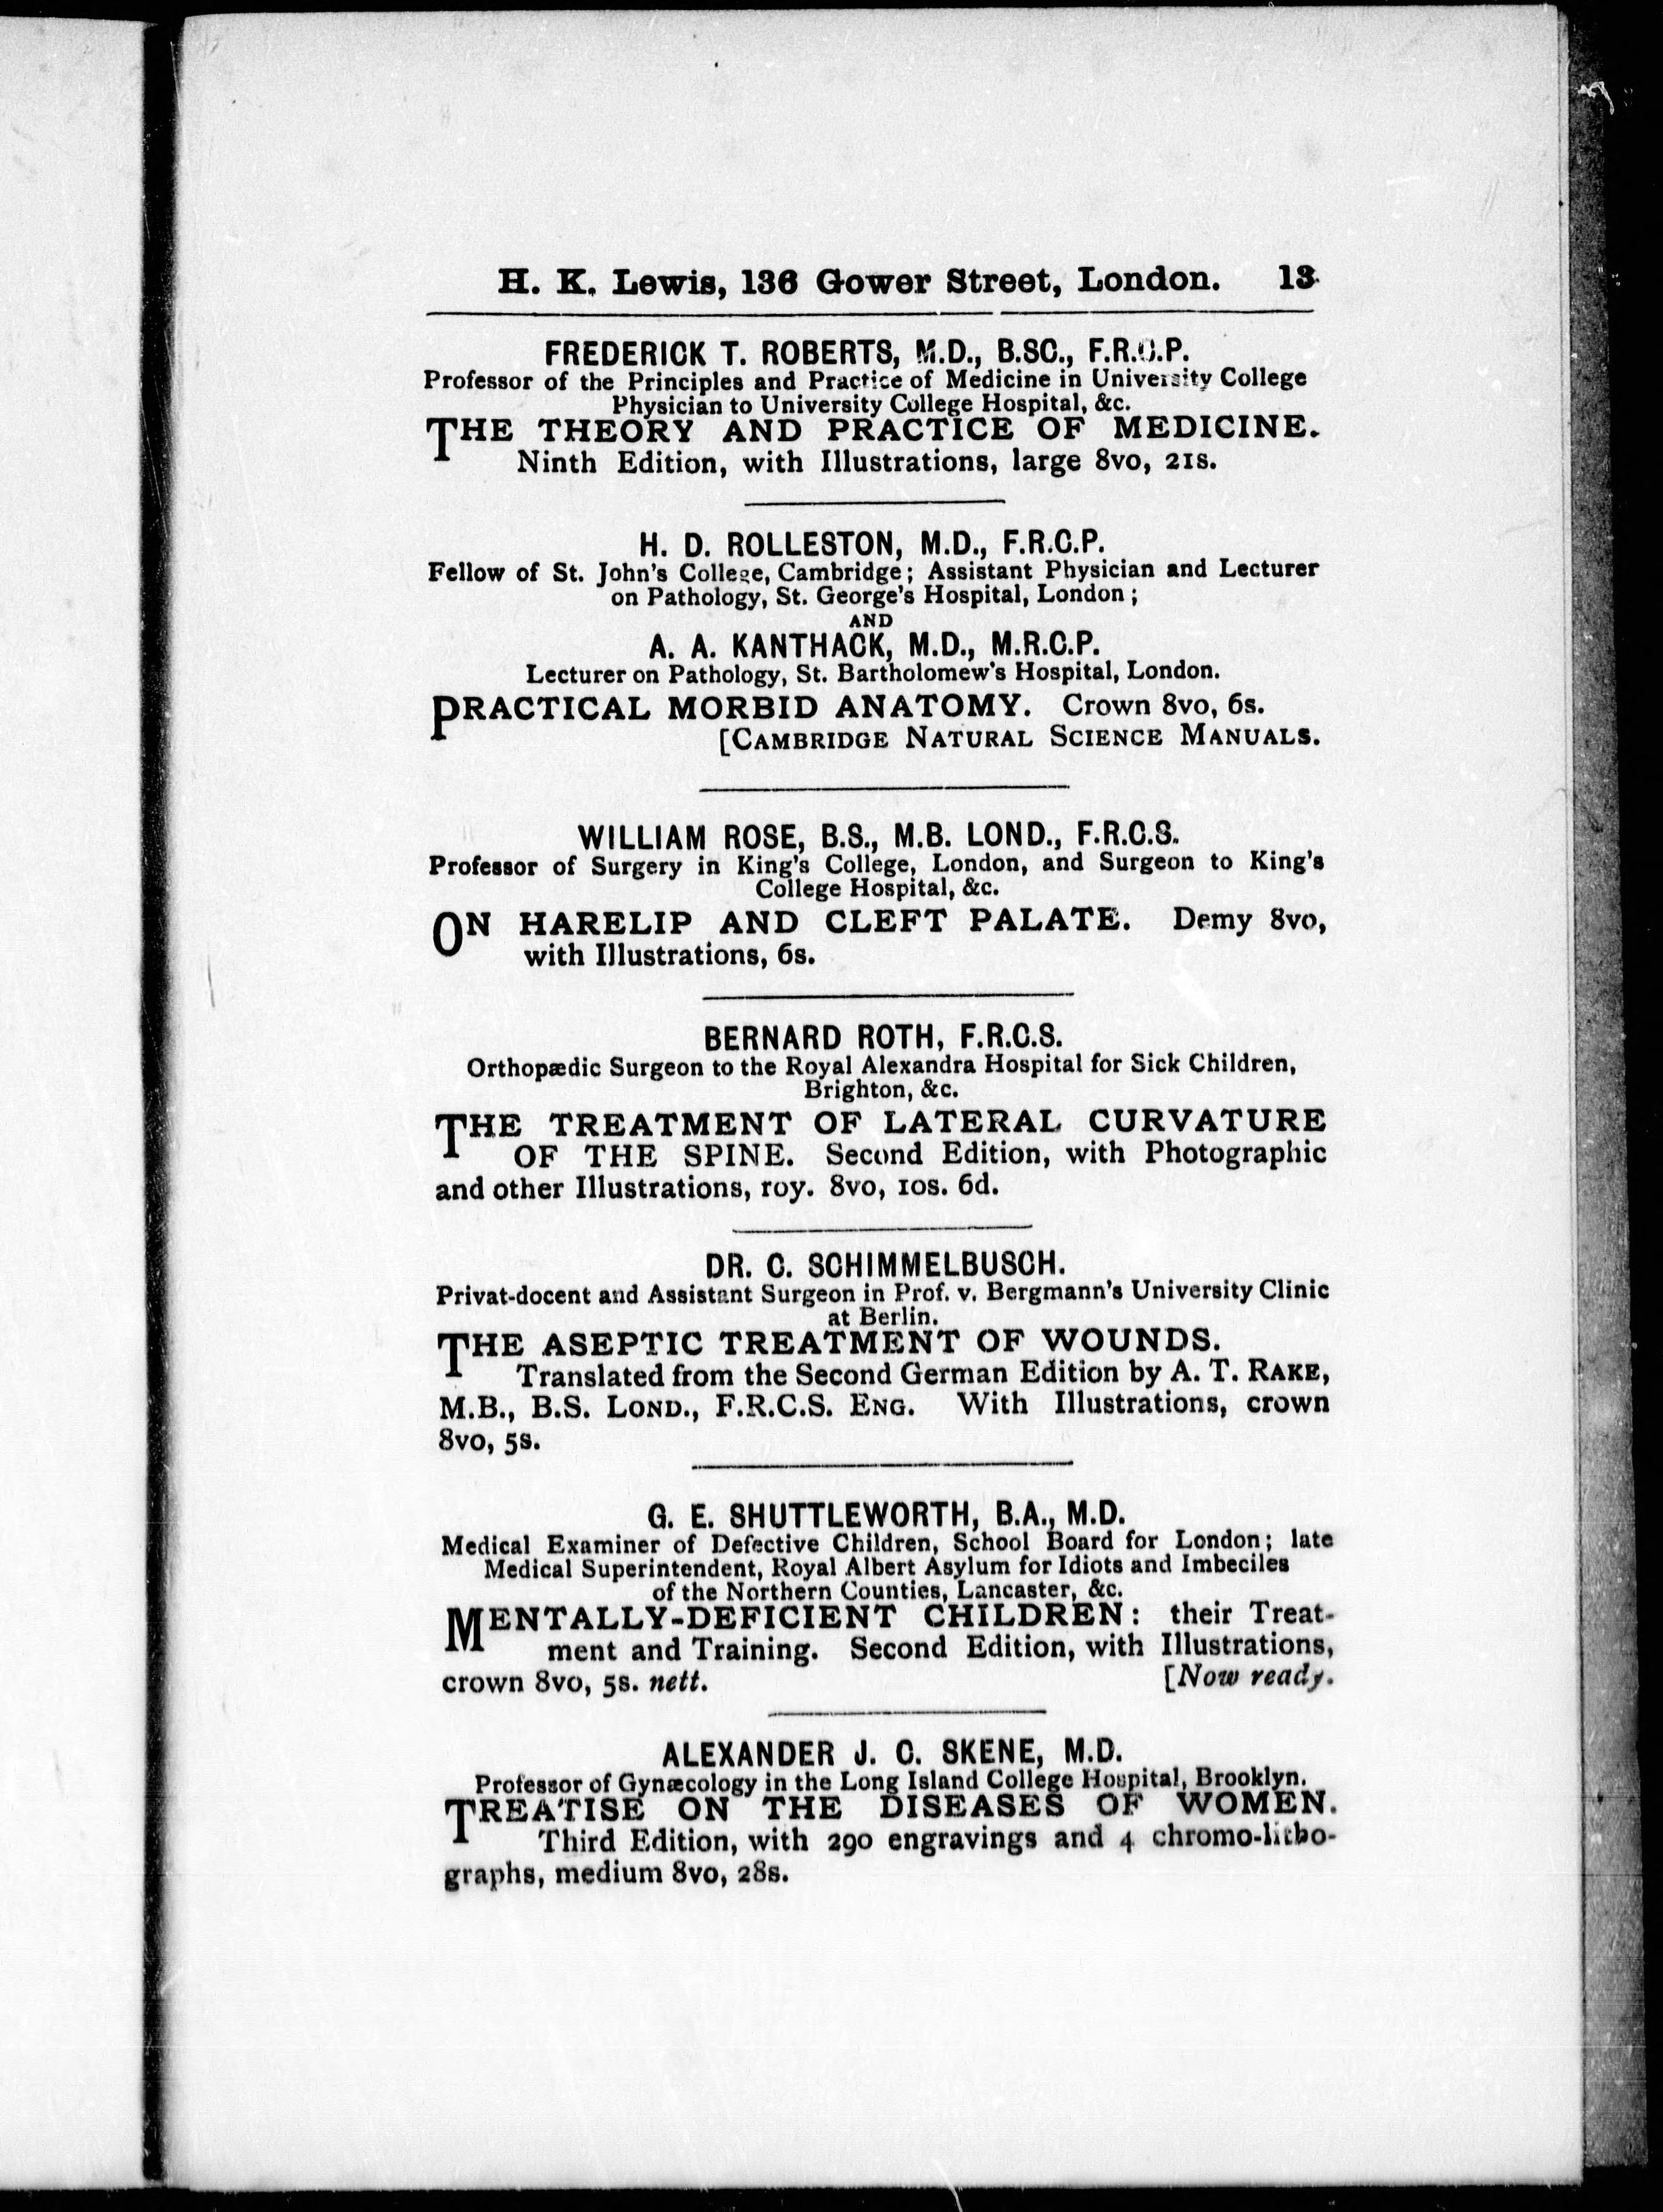 H. K. Lewis, 136 Gower Street, London. 13
FREDERICK T. ROBERTS, M.D., B.SC., F.R.C.P.
Professor of the Principles and Practice of Medicine in University College
Physician to University College Hospital, &c.
THE THEORY AND PRACTICE OF MEDICINE.
Ninth Edition, with Illustrations, large 8vo, 21s.
H. D. ROLLESTON, M.D., F.R.C.P.
Fellow of St. John's College, Cambridge; Assistant Physician and Lecturer
on Pathology, St. George's Hospital, London;
AND
A. A. KANTHACK, M.D., M.R.C.P.
Lecturer on Pathology, St. Bartholomew's Hospital, London.
PRACTICAL MORBID ANATOMY. Crown 8vo, 6s.
[CAMBRIDGE NATURAL SCIENCE MANUALS.
WILLIAM ROSE, B.S., M.B. LOND., F.R.C.S.
Professor of Surgery in King's College, London, and Surgeon to King's
College Hospital, &c.
ON HARELIP AND CLEFT PALATE. Demy 8vo,
with Illustrations, 6s.
BERNARD ROTH, F.R.C.S.
Orthopædic Surgeon to the Royal Alexandra Hospital for Sick Children,
Brighton, &c.
THE TREATMENT OF LATERAL CURVATURE
OF THE SPINE. Second Edition, with Photographic
and other Illustrations, roy. 8vo, 10s. 6d.
DR. C. SCHIMMELBUSCH.
Privat-docent and Assistant Surgeon in Prof. v. Bergmann's University Clinic
at Berlin.
THE ASEPTIC TREATMENT OF WOUNDS.
Translated from the Second German Edition by A. T. RAKE,
M.B., B.S. LOND., F.R.C.S. ENG. With Illustrations, crown
8vo, 5s.
G. E. SHUTTLEWORTH, B.A., M.D.
Medical Examiner of Defective Children, School Board for London; late
Medical Superintendent, Royal Albert Asylum for Idiots and Imbeciles
of the Northern Counties, Lancaster, &c.
MENTALLY-DEFICIENT CHILDREN: their Treat-
ment and Training. Second Edition, with Illustrations,
crown 8vo, 5s. nett. [Now ready.
ALEXANDER J. C. SKENE, M.D.
Professor of Gynæcology in the Long Island College Hospital, Brooklyn.
TREATISE ON THE DISEASES OF WOMEN.
Third Edition, with 290 engravings and 4 chromo-litho-
graphs, medium 8vo, 28s.